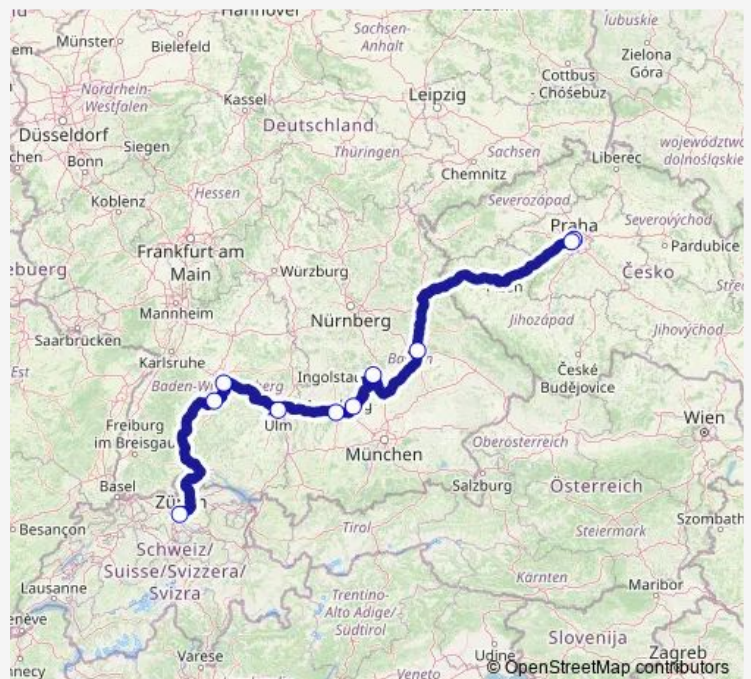 Hannover
Münster
Bielefeld
Sachsen-
Anhalt
lubuskie
Zielona
Góra
Cottbus
- Chóśebuz
Nordrhein-
Westfalen
Kassel
Leipzig
Düsseldorf
Deutschland
Siegen
Bonn
Thüringen
Sachsen
województwo
dolnośląskie
Liberec
Chemnitz
Koblenz
Hessen
Severozápad
Praha
Severovýchod
Pardubice
Frankfurt am
Main
Würzburg
Česko
Mannheim
Nürnberg
Jihozápad
Jihovýchod
Saarbrücken
Karlsruhe
České
Budějovice
Ulm
Freiburg
im Breisgau
München
Wien
Oberösterreich
Basel
Salzburg
Österreich
Besançon
Szombath
Tirol
Steiermark
Schweiz/
Suisse/Svizzera/
Svizra
Kärnten
Lausanne
Maribor
Trentino-
Alto Adige/
Südtirol
Slovenija
Varese
Udine
Zagreb
Veneto
© OpenStreetMap contributors